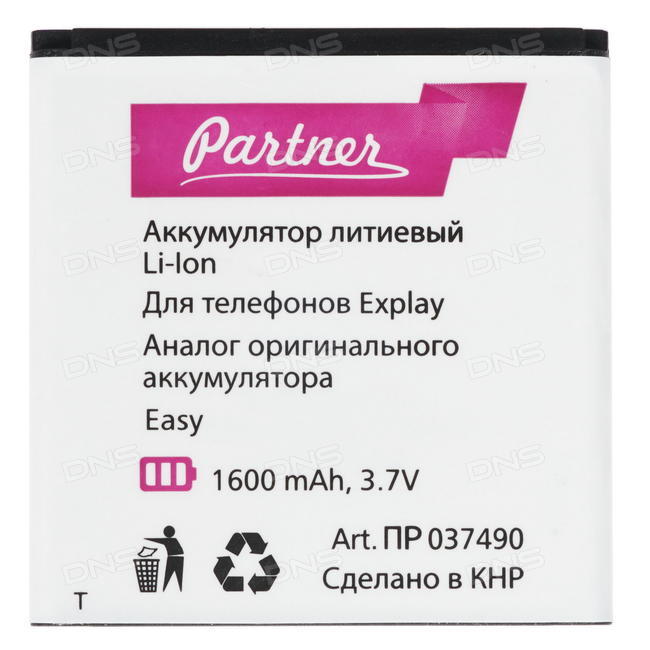 Partner
Аккумулятор литиевый
Li-Ion
Для телефонов Explay
Аналог оригинального
аккумулятора
Easy
1600 mAh, 3.7V
Art. ПР 037490
Сделано в КНР
T
DNS